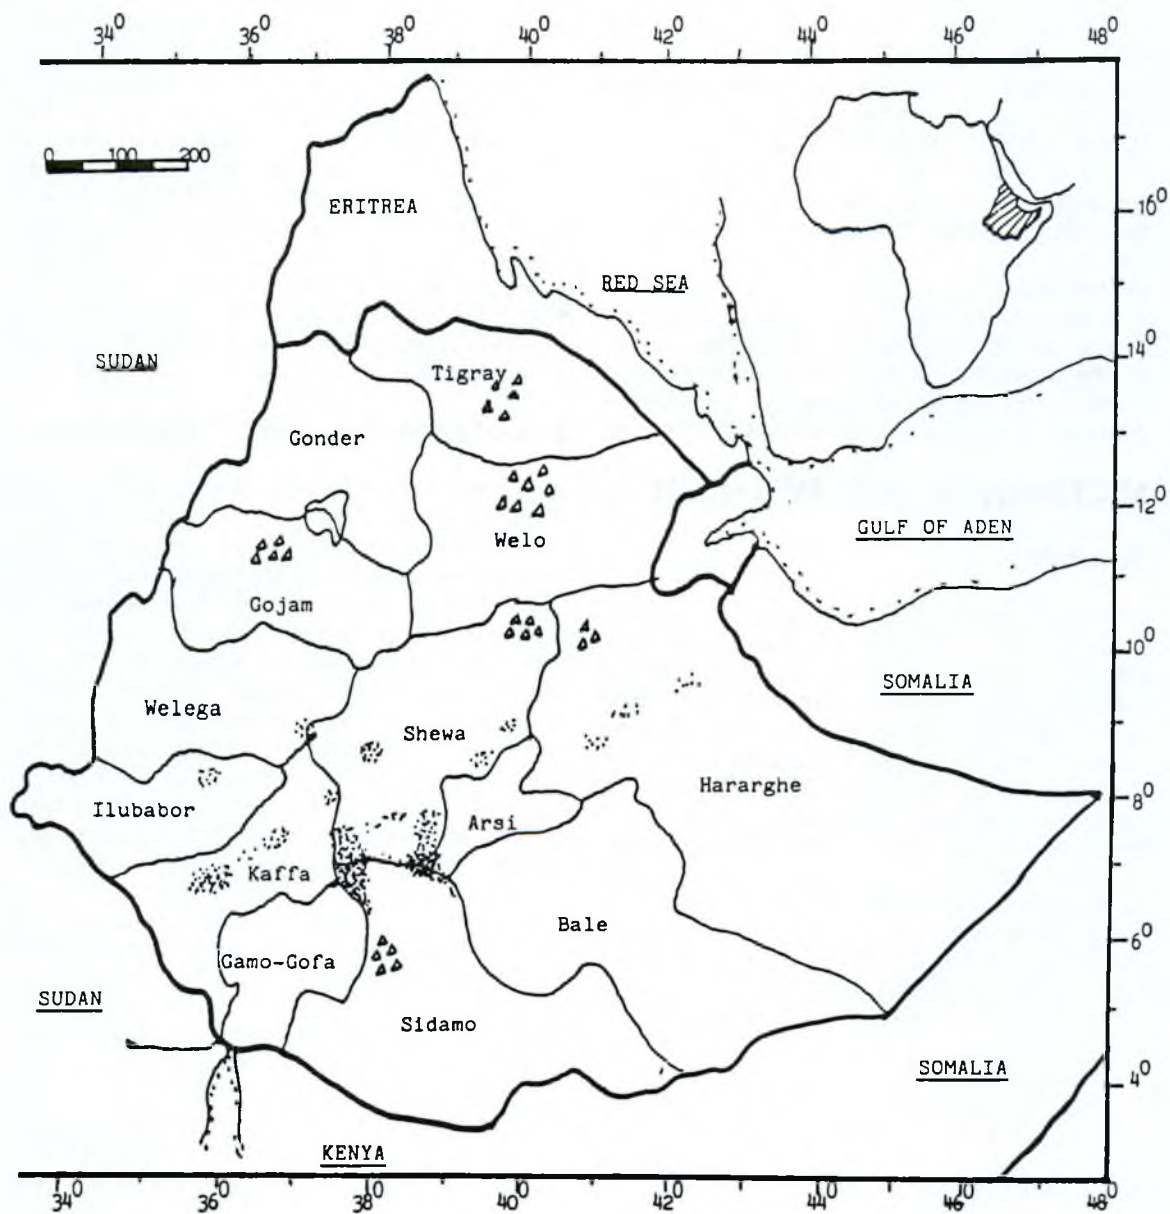 34⁰ 36⁰ 38⁰ 40⁰ 42⁰ 44⁰ 46⁰ 48⁰
0 100 200
ERITREA
16⁰
RED SEA
SUDAN
14⁰
Tigray
Gonder
12⁰
GULF OF ADEN
Welo
Gojam
10⁰
SOMALIA
Welega
Shewa
Hararghe
8⁰
Ilubabor
Arsi
Kaffa
Bale
6⁰
Gamo-Gofa
SUDAN
Sidamo
SOMALIA
4⁰
KENYA
34⁰ 36⁰ 38⁰ 40⁰ 42⁰ 44⁰ 46⁰ 48⁰